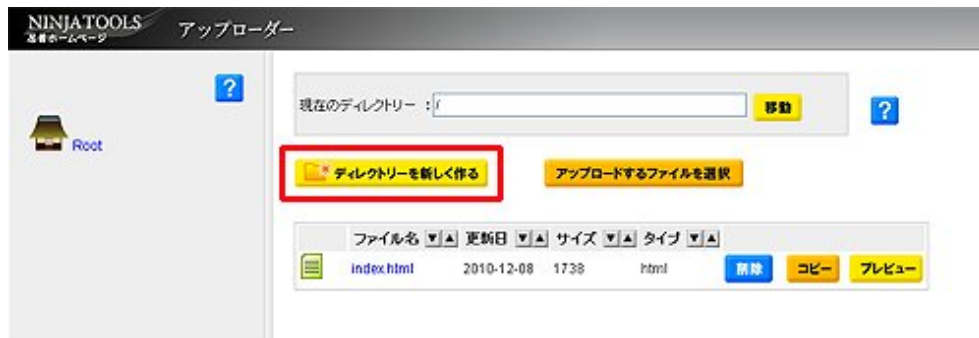 NINJATOOLS
忍者ホームページ
アップローダー
?
Root
現在のディレクトリー :/
移動
?
ディレクトリーを新しく作る
アップロードするファイルを選択
ファイル名 ▼▲ 更新日 ▼▲ サイズ ▼▲ タイプ ▼▲
index.html 2010-12-08 1738 html 削除 コピー プレビュー